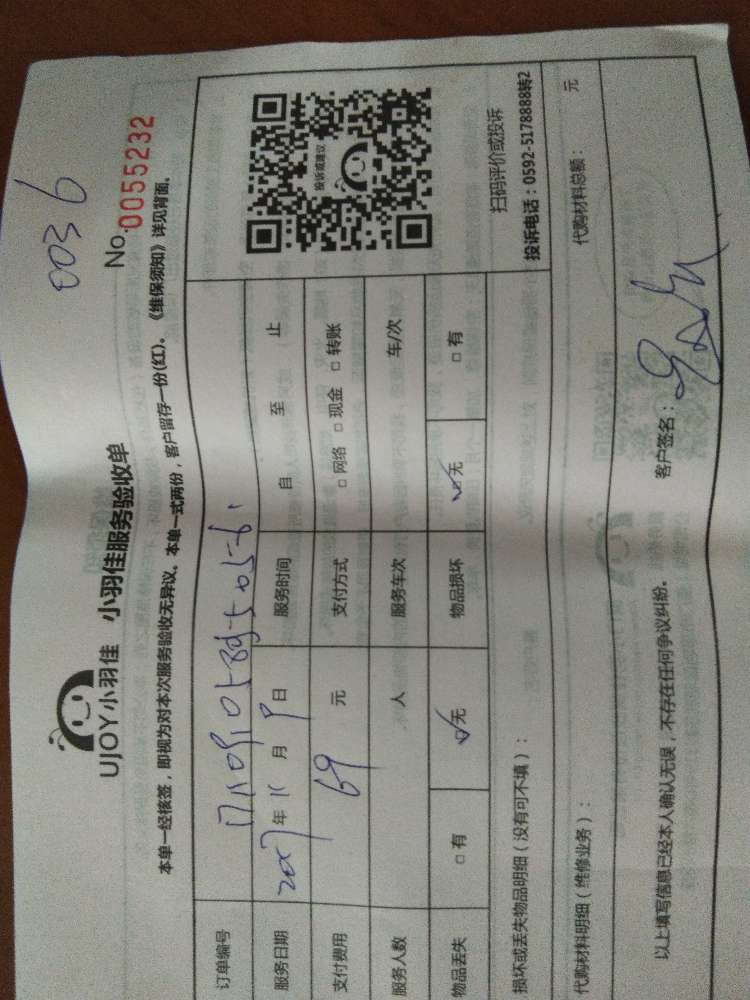 0036
UJOY小羽佳 小羽佳服务验收单
No.0055232
本单一经核签，即视为对本次服务验收无异议。本单一式两份，客户留存一份(红)。《维保须知》详见背面。
订单编号
服务日期 年 11 月 9 日 服务时间 自 至 止
支付费用 69 元 支付方式 □ 网络 □ 现金 □ 转账
服务人数 人 服务车次 车/次
物品丢失 □ 有 ☑ 无 物品损坏 ☑ 无 □ 有
投诉或建议
扫码评价或投诉
投诉电话：0592-5178888转2
损坏或丢失物品明细（没有可不填）：
代购材料明细（维修业务）： 代购材料总额： 元
以上填写信息已经本人确认无误，不存在任何争议纠纷。 客户签名：